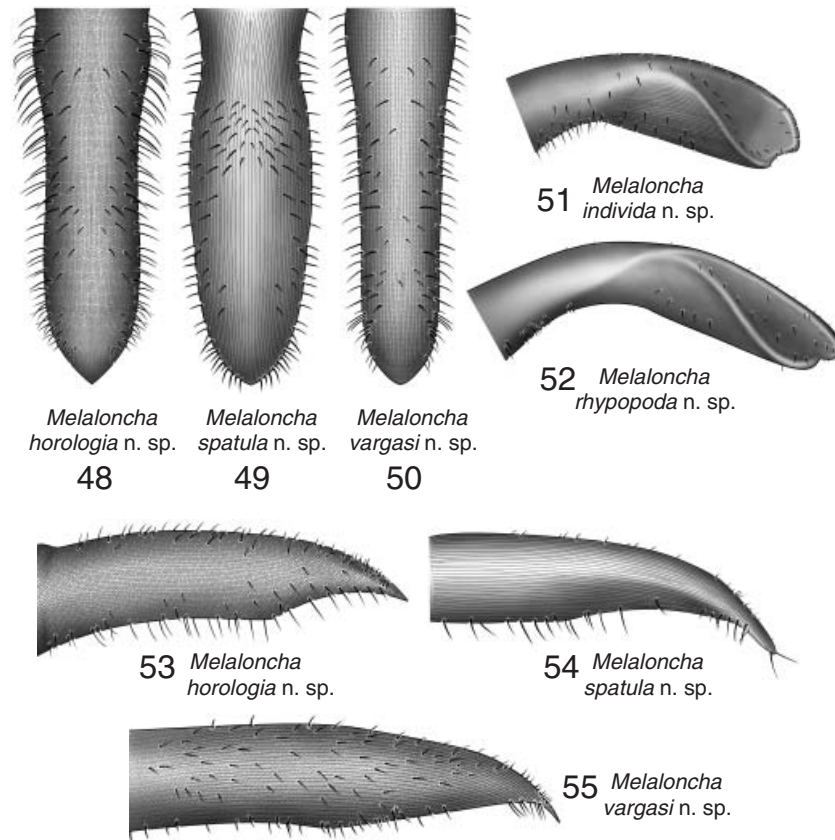 Melaloncha
horologia n. sp.
48
Melaloncha
spatula n. sp.
49
Melaloncha
vargasi n. sp.
50
51 Melaloncha
individa n. sp.
52 Melaloncha
rhypopoda n. sp.
53 Melaloncha
horologia n. sp.
54 Melaloncha
spatula n. sp.
55 Melaloncha
vargasi n. sp.